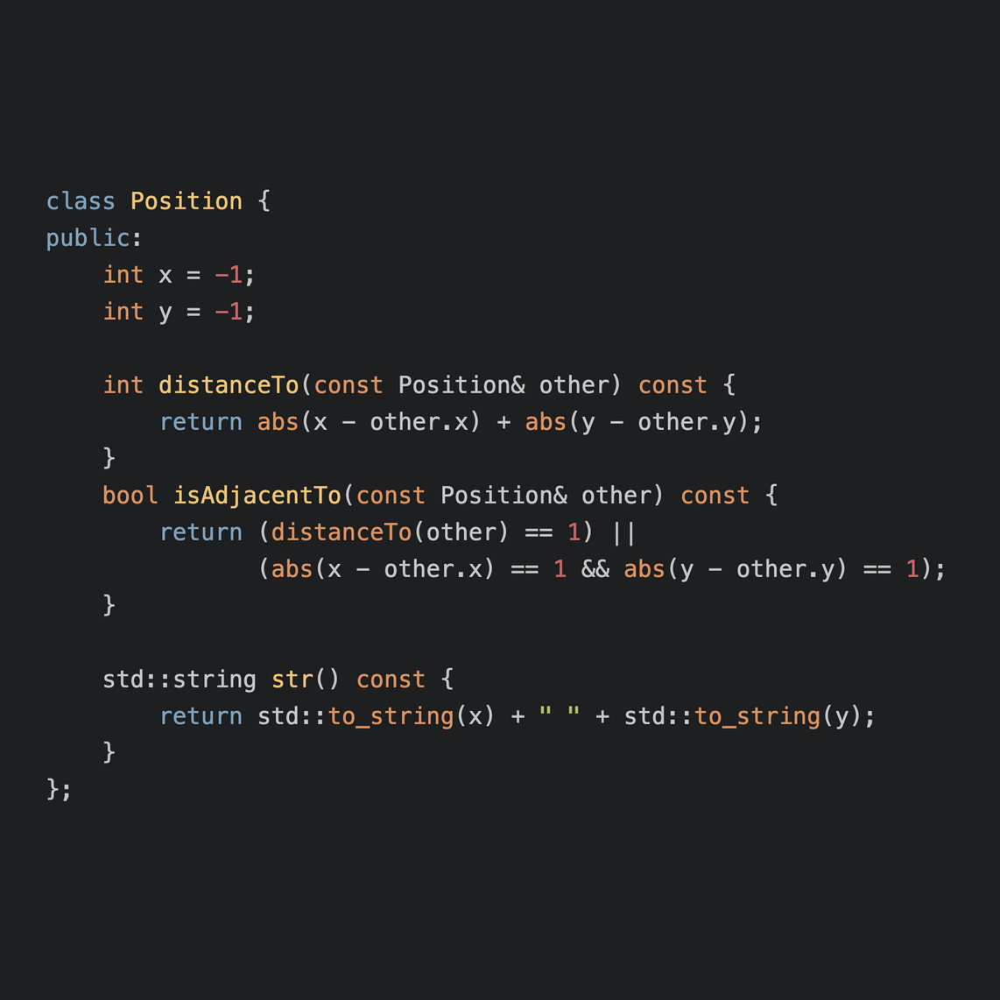 class Position {
public:
    int x = -1;
    int y = -1;

    int distanceTo(const Position& other) const {
        return abs(x - other.x) + abs(y - other.y);
    }
    bool isAdjacentTo(const Position& other) const {
        return (distanceTo(other) == 1) ||
               (abs(x - other.x) == 1 && abs(y - other.y) == 1);
    }

    std::string str() const {
        return std::to_string(x) + " " + std::to_string(y);
    }
};